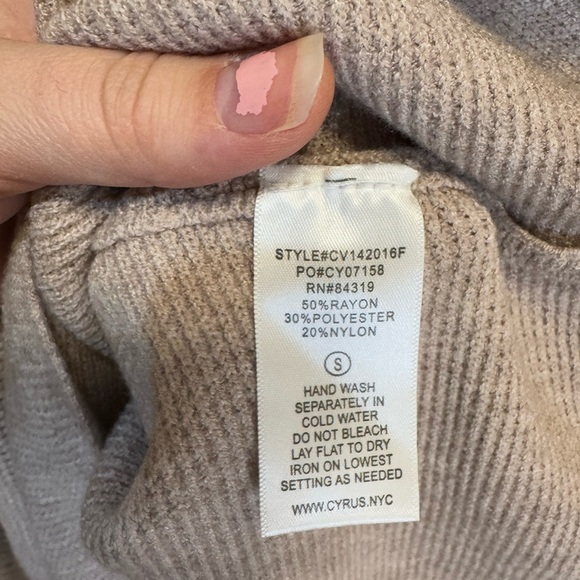 STYLE#CV142016F
PO#CY07158
RN#84319
50%RAYON
30%POLYESTER
20%NYLON
S
HAND WASH
SEPARATELY IN
COLD WATER
DO NOT BLEACH
LAY FLAT TO DRY
IRON ON LOWEST
SETTING AS NEEDED
WWW.CYRUS.NYC